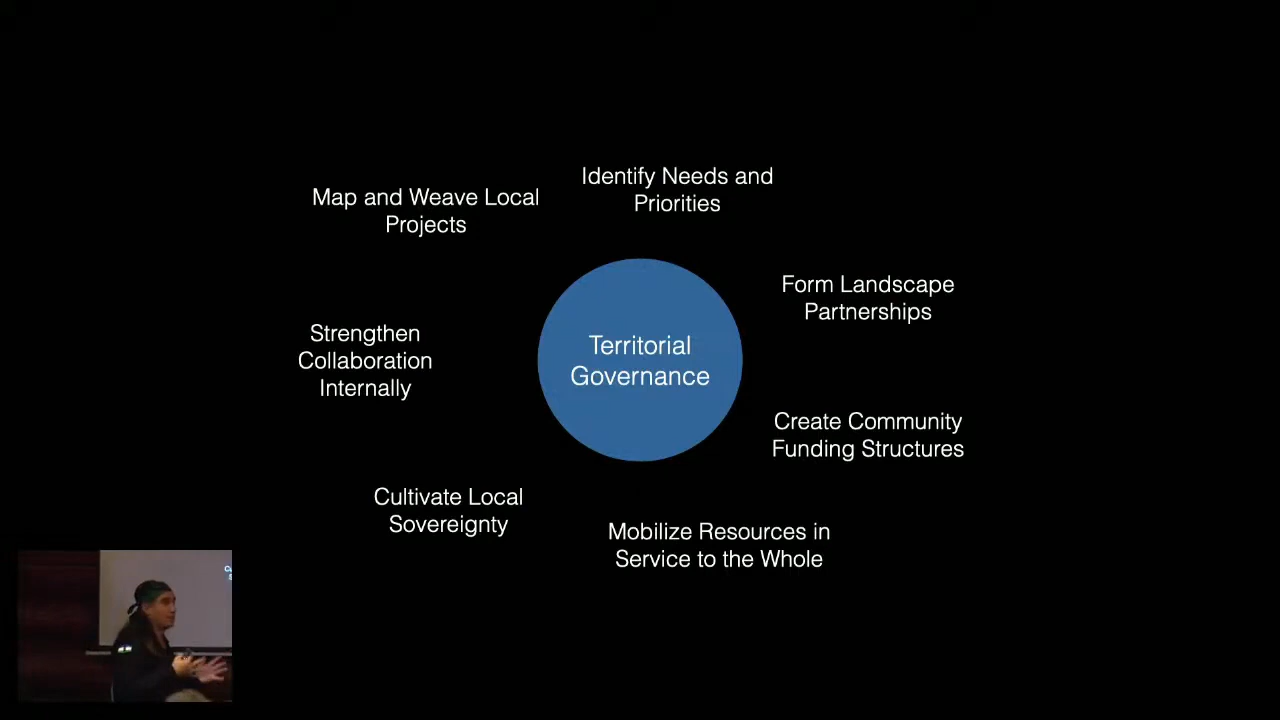 Identify Needs and
Priorities
Map and Weave Local
Projects
Form Landscape
Partnerships
Strengthen
Collaboration
Internally
Territorial
Governance
Create Community
Funding Structures
Cultivate Local
Sovereignty
Mobilize Resources in
Service to the Whole